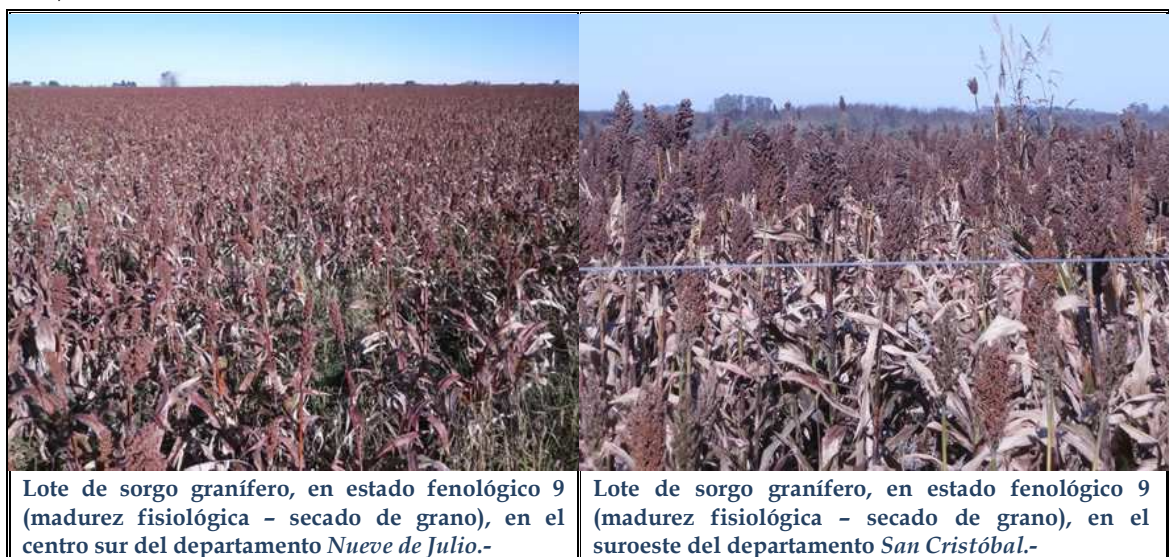 Lote de sorgo granífero, en estado fenológico 9
(madurez fisiológica – secado de grano), en el
centro sur del departamento Nueve de Julio.-
Lote de sorgo granífero, en estado fenológico 9
(madurez fisiológica – secado de grano), en el
suroeste del departamento San Cristóbal.-